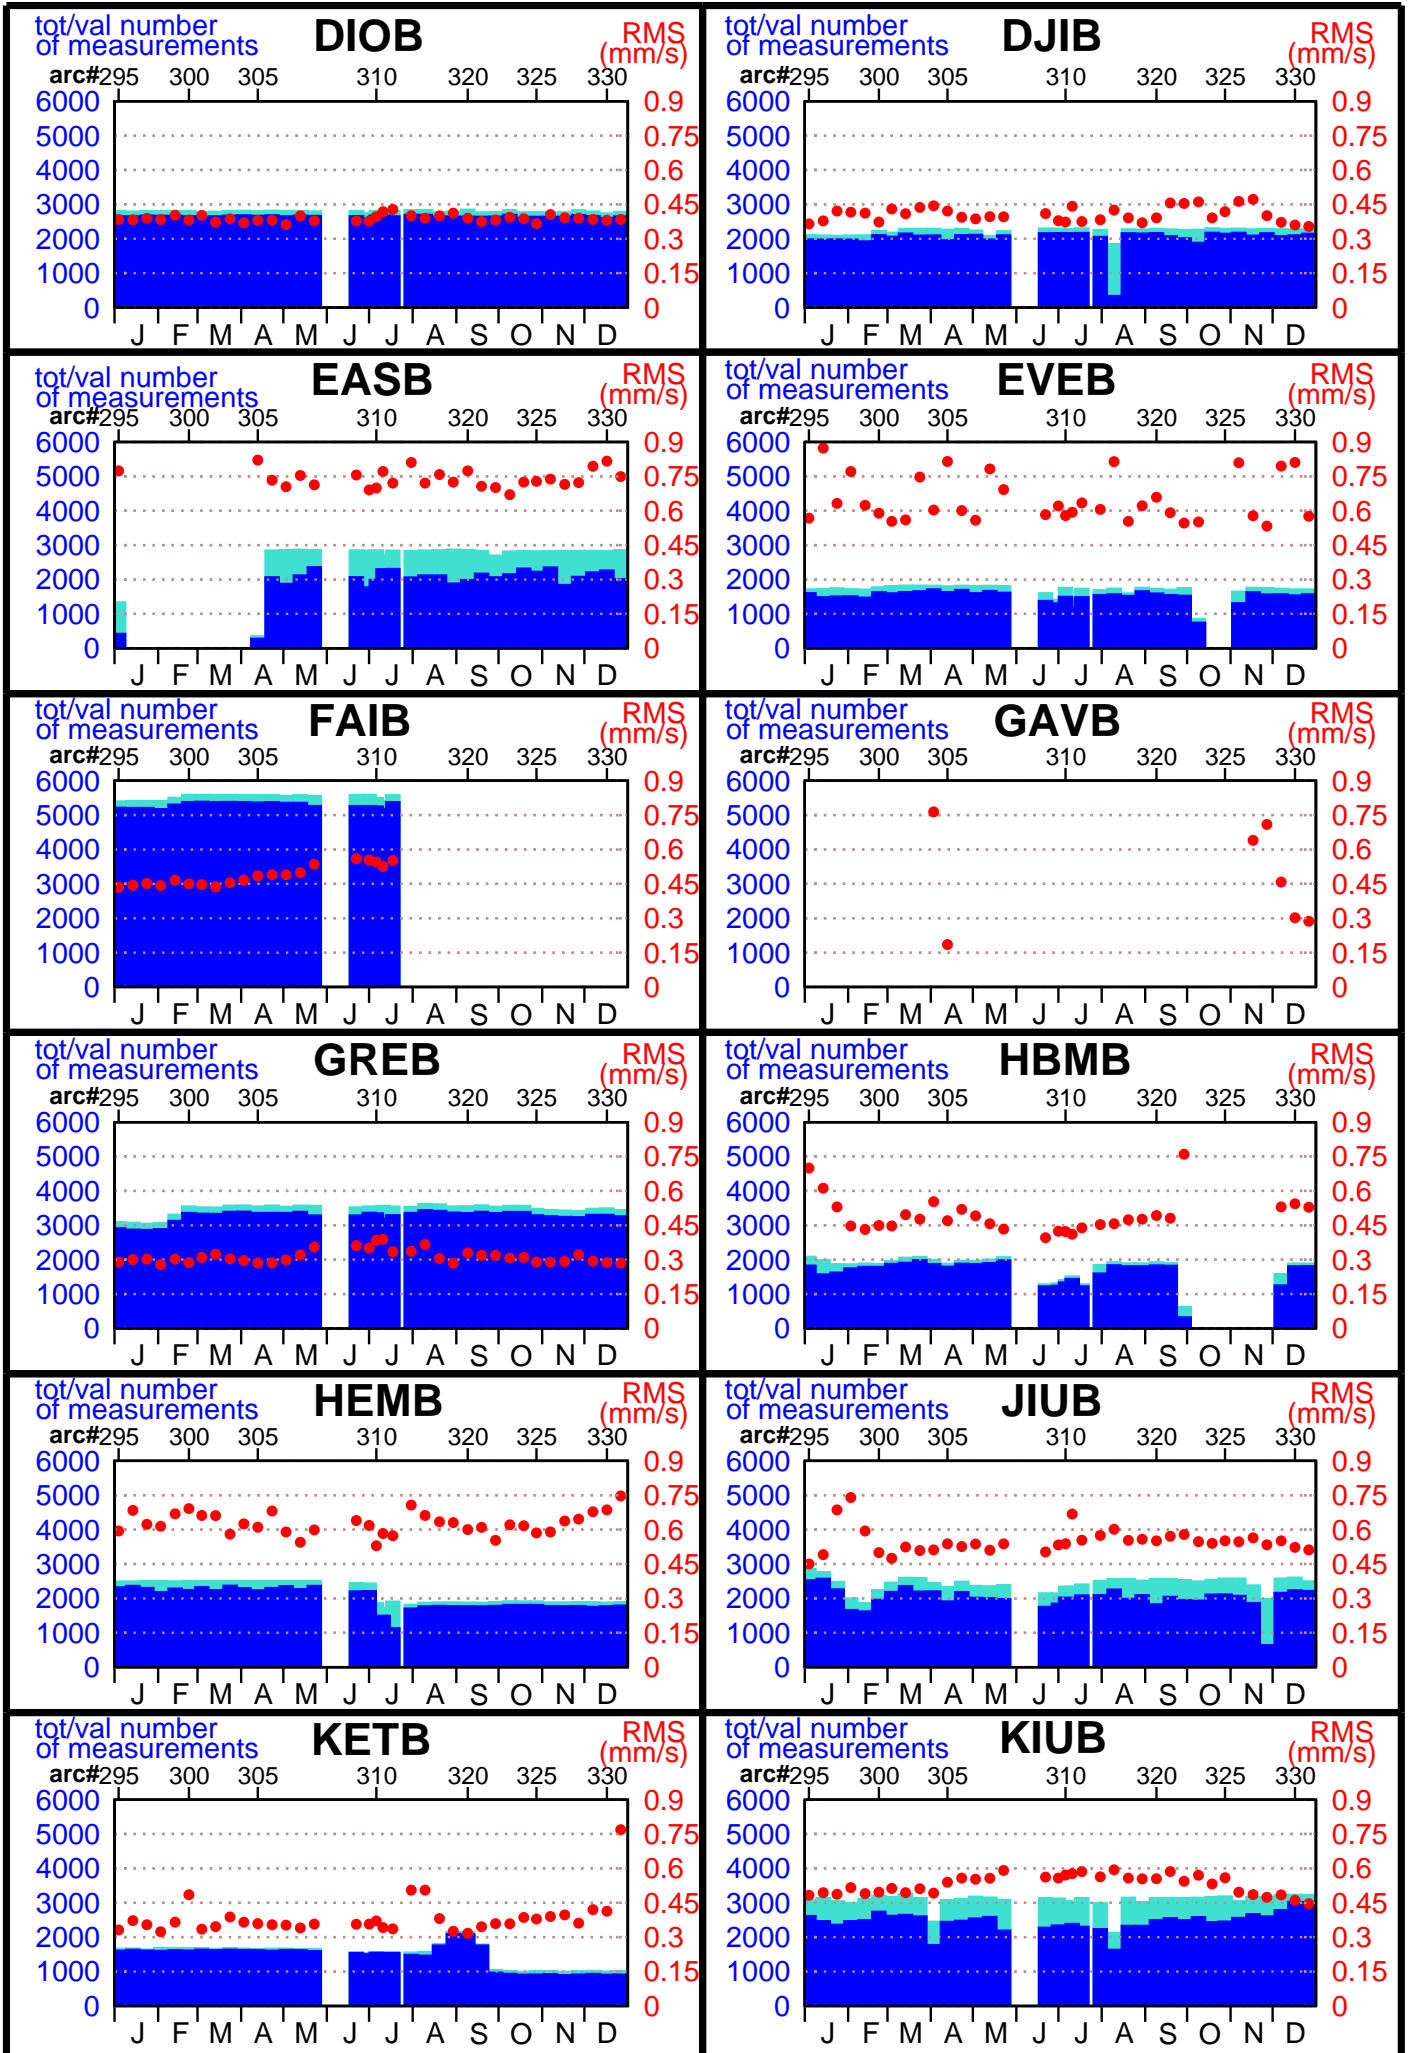 tot/val number of measurements DIOB RMS (mm/s)
arc# 295 300 305 310 320 325 330
6000 0.9
5000 0.75
4000 0.6
3000 0.45
2000 0.3
1000 0.15
0 0
J F M A M J J A S O N D
tot/val number of measurements DJIB RMS (mm/s)
arc# 295 300 305 310 320 325 330
6000 0.9
5000 0.75
4000 0.6
3000 0.45
2000 0.3
1000 0.15
0 0
J F M A M J J A S O N D
tot/val number of measurements EASB RMS (mm/s)
arc# 295 300 305 310 320 325 330
6000 0.9
5000 0.75
4000 0.6
3000 0.45
2000 0.3
1000 0.15
0 0
J F M A M J J A S O N D
tot/val number of measurements EVEB RMS (mm/s)
arc# 295 300 305 310 320 325 330
6000 0.9
5000 0.75
4000 0.6
3000 0.45
2000 0.3
1000 0.15
0 0
J F M A M J J A S O N D
tot/val number of measurements FAIB RMS (mm/s)
arc# 295 300 305 310 320 325 330
6000 0.9
5000 0.75
4000 0.6
3000 0.45
2000 0.3
1000 0.15
0 0
J F M A M J J A S O N D
tot/val number of measurements GAVB RMS (mm/s)
arc# 295 300 305 310 320 325 330
6000 0.9
5000 0.75
4000 0.6
3000 0.45
2000 0.3
1000 0.15
0 0
J F M A M J J A S O N D
tot/val number of measurements GREB RMS (mm/s)
arc# 295 300 305 310 320 325 330
6000 0.9
5000 0.75
4000 0.6
3000 0.45
2000 0.3
1000 0.15
0 0
J F M A M J J A S O N D
tot/val number of measurements HBMB RMS (mm/s)
arc# 295 300 305 310 320 325 330
6000 0.9
5000 0.75
4000 0.6
3000 0.45
2000 0.3
1000 0.15
0 0
J F M A M J J A S O N D
tot/val number of measurements HEMB RMS (mm/s)
arc# 295 300 305 310 320 325 330
6000 0.9
5000 0.75
4000 0.6
3000 0.45
2000 0.3
1000 0.15
0 0
J F M A M J J A S O N D
tot/val number of measurements JIUB RMS (mm/s)
arc# 295 300 305 310 320 325 330
6000 0.9
5000 0.75
4000 0.6
3000 0.45
2000 0.3
1000 0.15
0 0
J F M A M J J A S O N D
tot/val number of measurements KETB RMS (mm/s)
arc# 295 300 305 310 320 325 330
6000 0.9
5000 0.75
4000 0.6
3000 0.45
2000 0.3
1000 0.15
0 0
J F M A M J J A S O N D
tot/val number of measurements KIUB RMS (mm/s)
arc# 295 300 305 310 320 325 330
6000 0.9
5000 0.75
4000 0.6
3000 0.45
2000 0.3
1000 0.15
0 0
J F M A M J J A S O N D